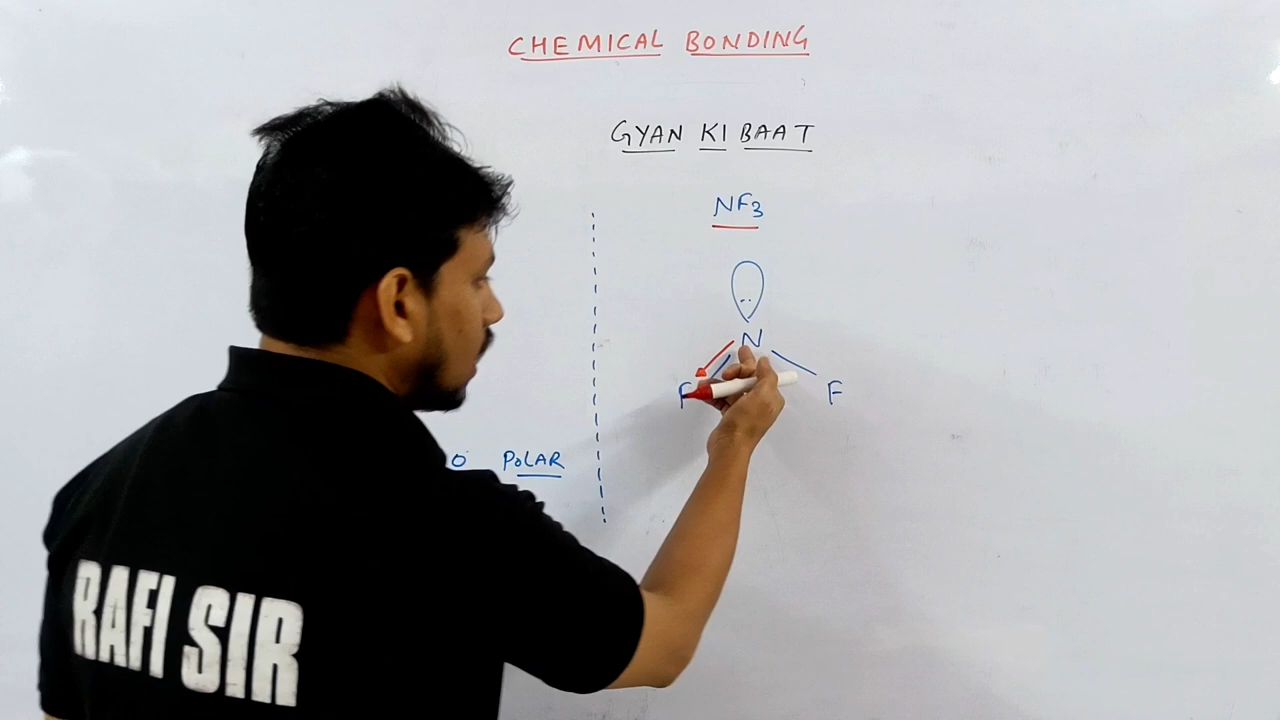 CHEMICAL BONDING
GYAN KI BAAT
NF3
N
F F
O POLAR
RAFI SIR